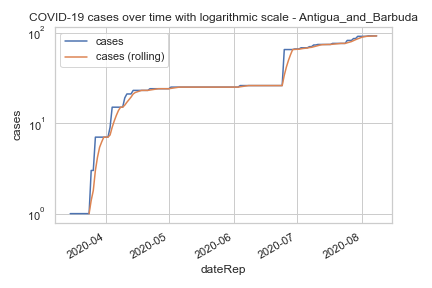 COVID-19 cases over time with logarithmic scale - Antigua_and_Barbuda
10²
cases
cases (rolling)
cases
10¹
10⁰
2020-04
2020-05
2020-06
2020-07
2020-08
dateRep